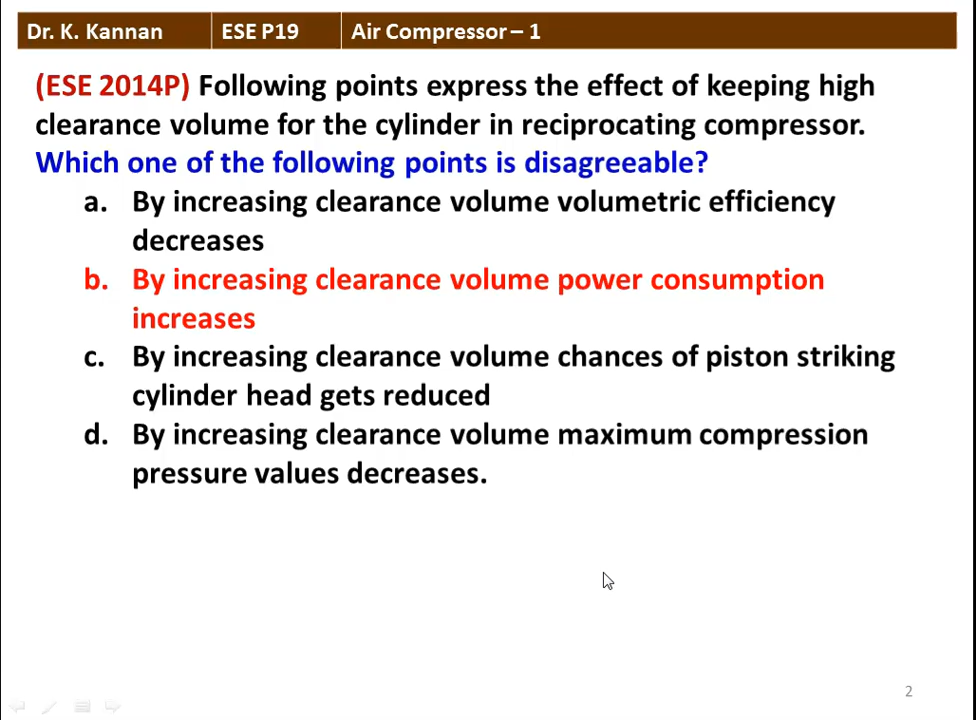 Dr. K. Kannan ESE P19 Air Compressor – 1
(ESE 2014P) Following points express the effect of keeping high
clearance volume for the cylinder in reciprocating compressor.
Which one of the following points is disagreeable?
a. By increasing clearance volume volumetric efficiency
decreases
b. By increasing clearance volume power consumption
increases
c. By increasing clearance volume chances of piston striking
cylinder head gets reduced
d. By increasing clearance volume maximum compression
pressure values decreases.
2